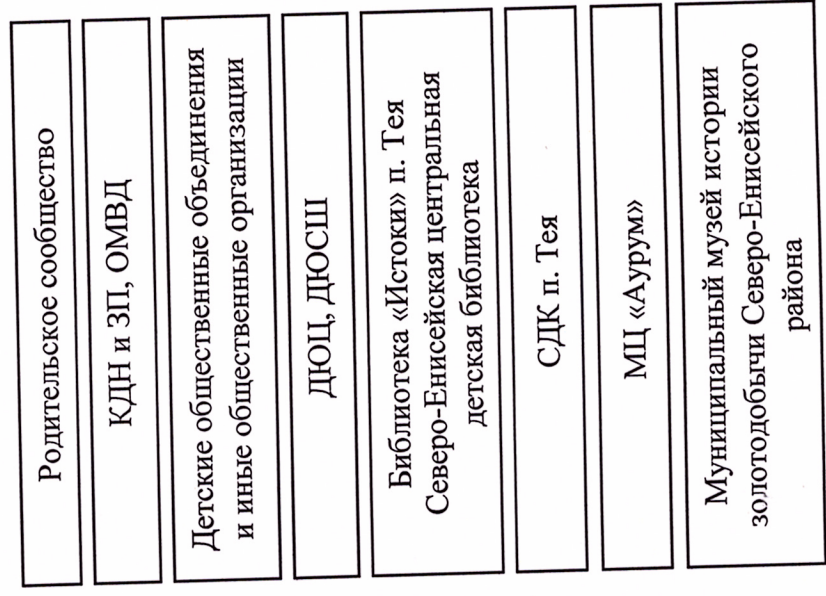 Родительское сообщество
КДН и ЗП, ОМВД
Детские общественные объединения
и иные общественные организации
ДЮЦ, ДЮСШ
Библиотека «Истоки» п. Тея
Северо-Енисейская центральная
детская библиотека
СДК п. Тея
МЦ «Аурум»
Муниципальный музей истории
золотодобычи Северо-Енисейского
района